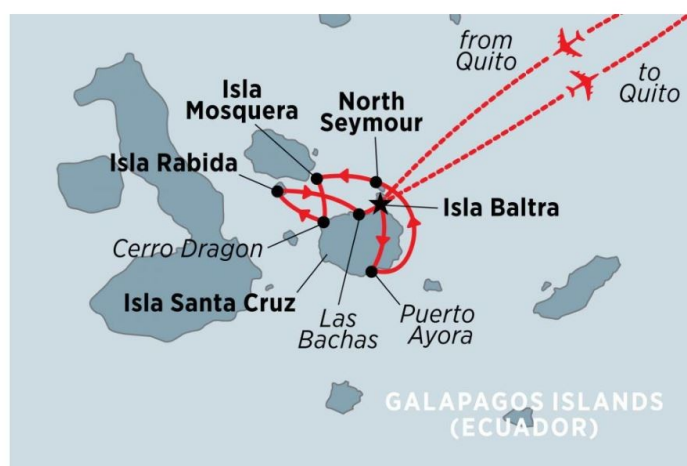 from
Quito
to
Quito
Isla
Mosquera
North
Seymour
Isla Rabida
Isla Baltra
Cerro Dragon
Isla Santa Cruz
Las
Bachas
Puerto
Ayora
GALAPAGOS ISLANDS
(ECUADOR)